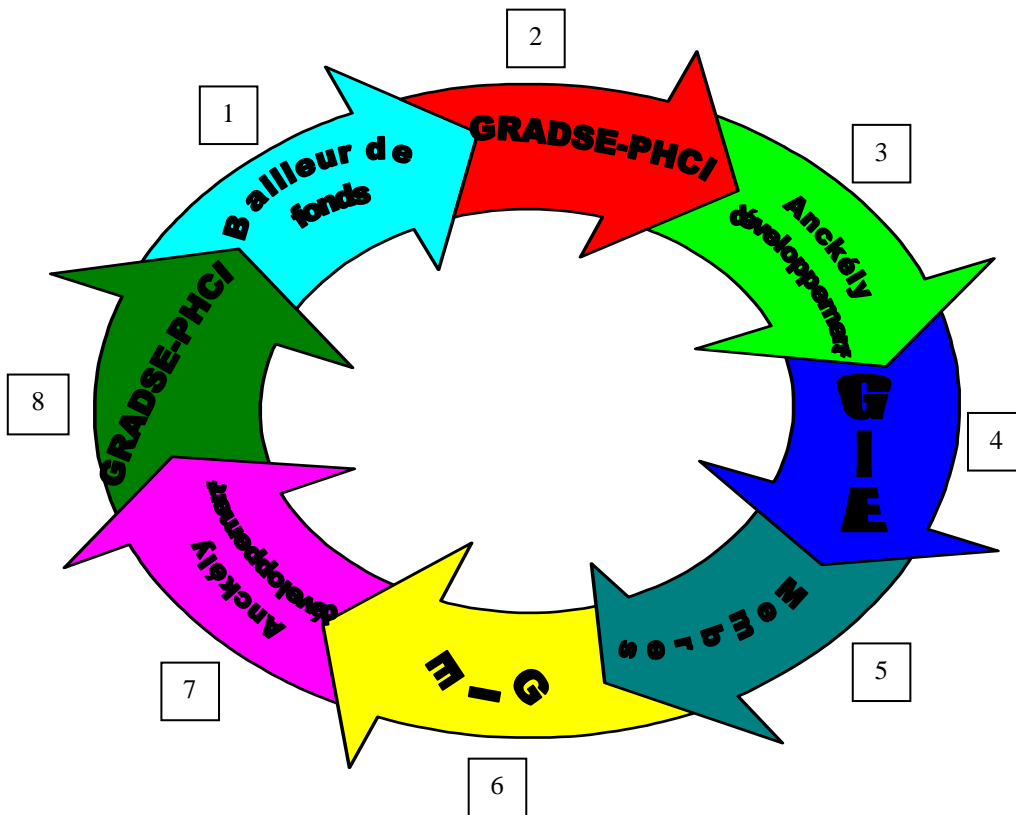 1
Bailleur de
fonds
2
GRADSE-PHCI
3
Anckély
développement
4
GIE
5
Membres
6
GIE
7
Anckély
développement
8
GRADSE-PHCI